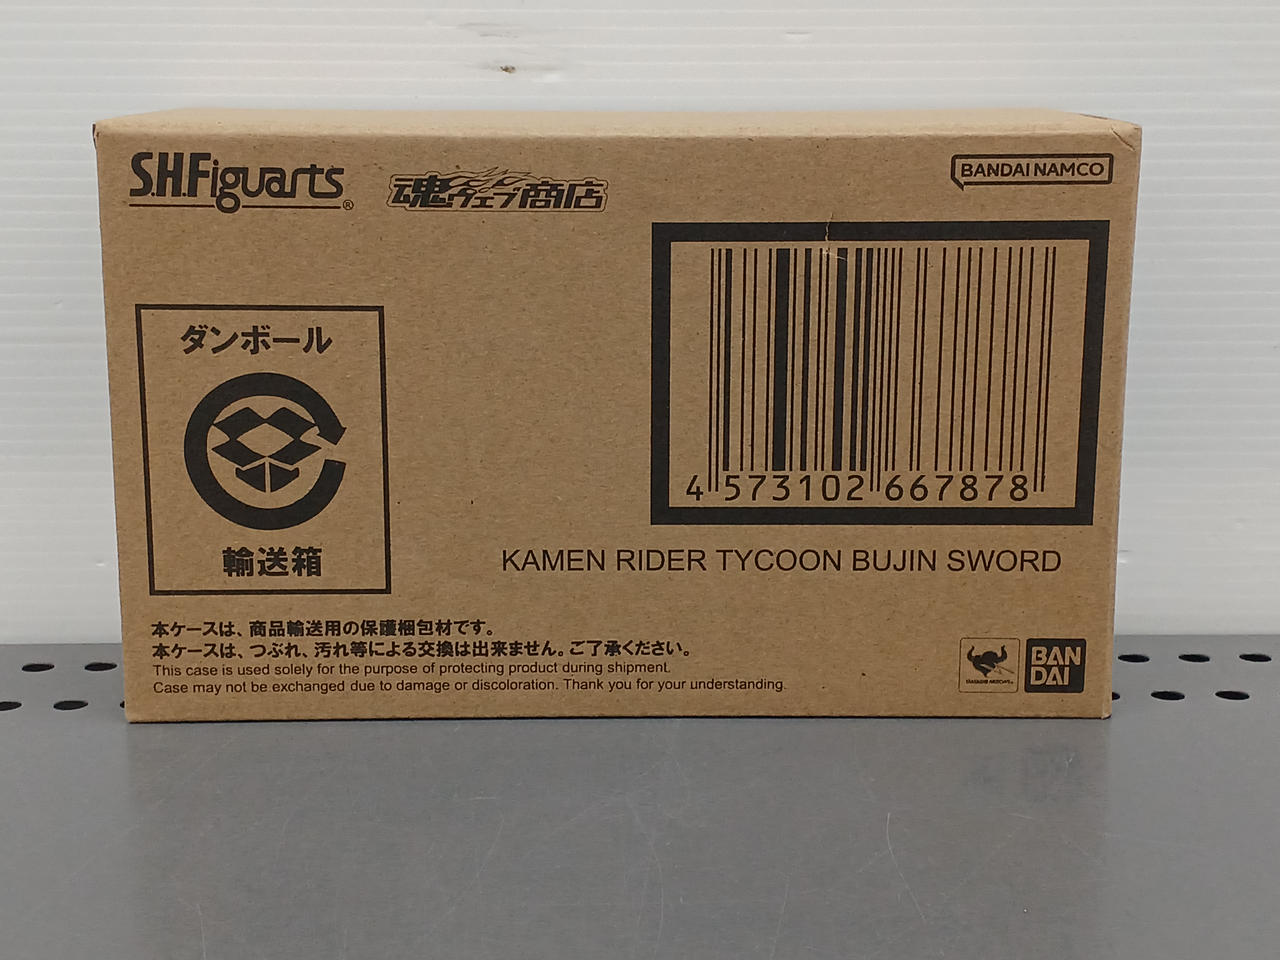 S.H.Figuarts®
魂ウェブ商店
BANDAI NAMCO
4 573102 667878
ダンボール
輸送箱
KAMEN RIDER TYCOON BUJIN SWORD
本ケースは、商品輸送用の保護梱包材です。
本ケースは、つぶれ、汚れ等による交換は出来ません。ご了承ください。
This case is used solely for the purpose of protecting product during shipment.
Case may not be exchanged due to damage or discoloration. Thank you for your understanding.
TAMASHII NATIONS
BAN
DAI